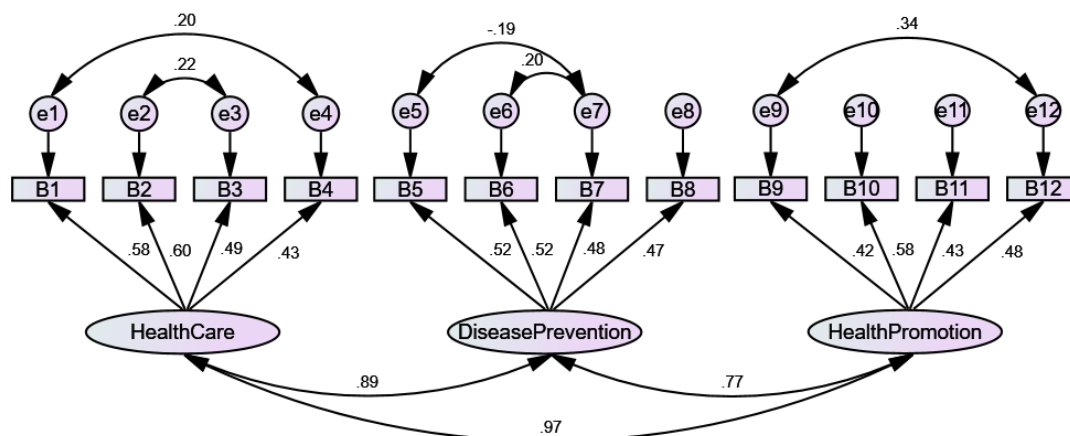 .20
-.19
.34
.22
.20
e1
e2
e3
e4
e5
e6
e7
e8
e9
e10
e11
e12
B1
B2
B3
B4
B5
B6
B7
B8
B9
B10
B11
B12
.58
.60
.49
.43
.52
.52
.48
.47
.42
.58
.43
.48
HealthCare
DiseasePrevention
HealthPromotion
.89
.77
.97